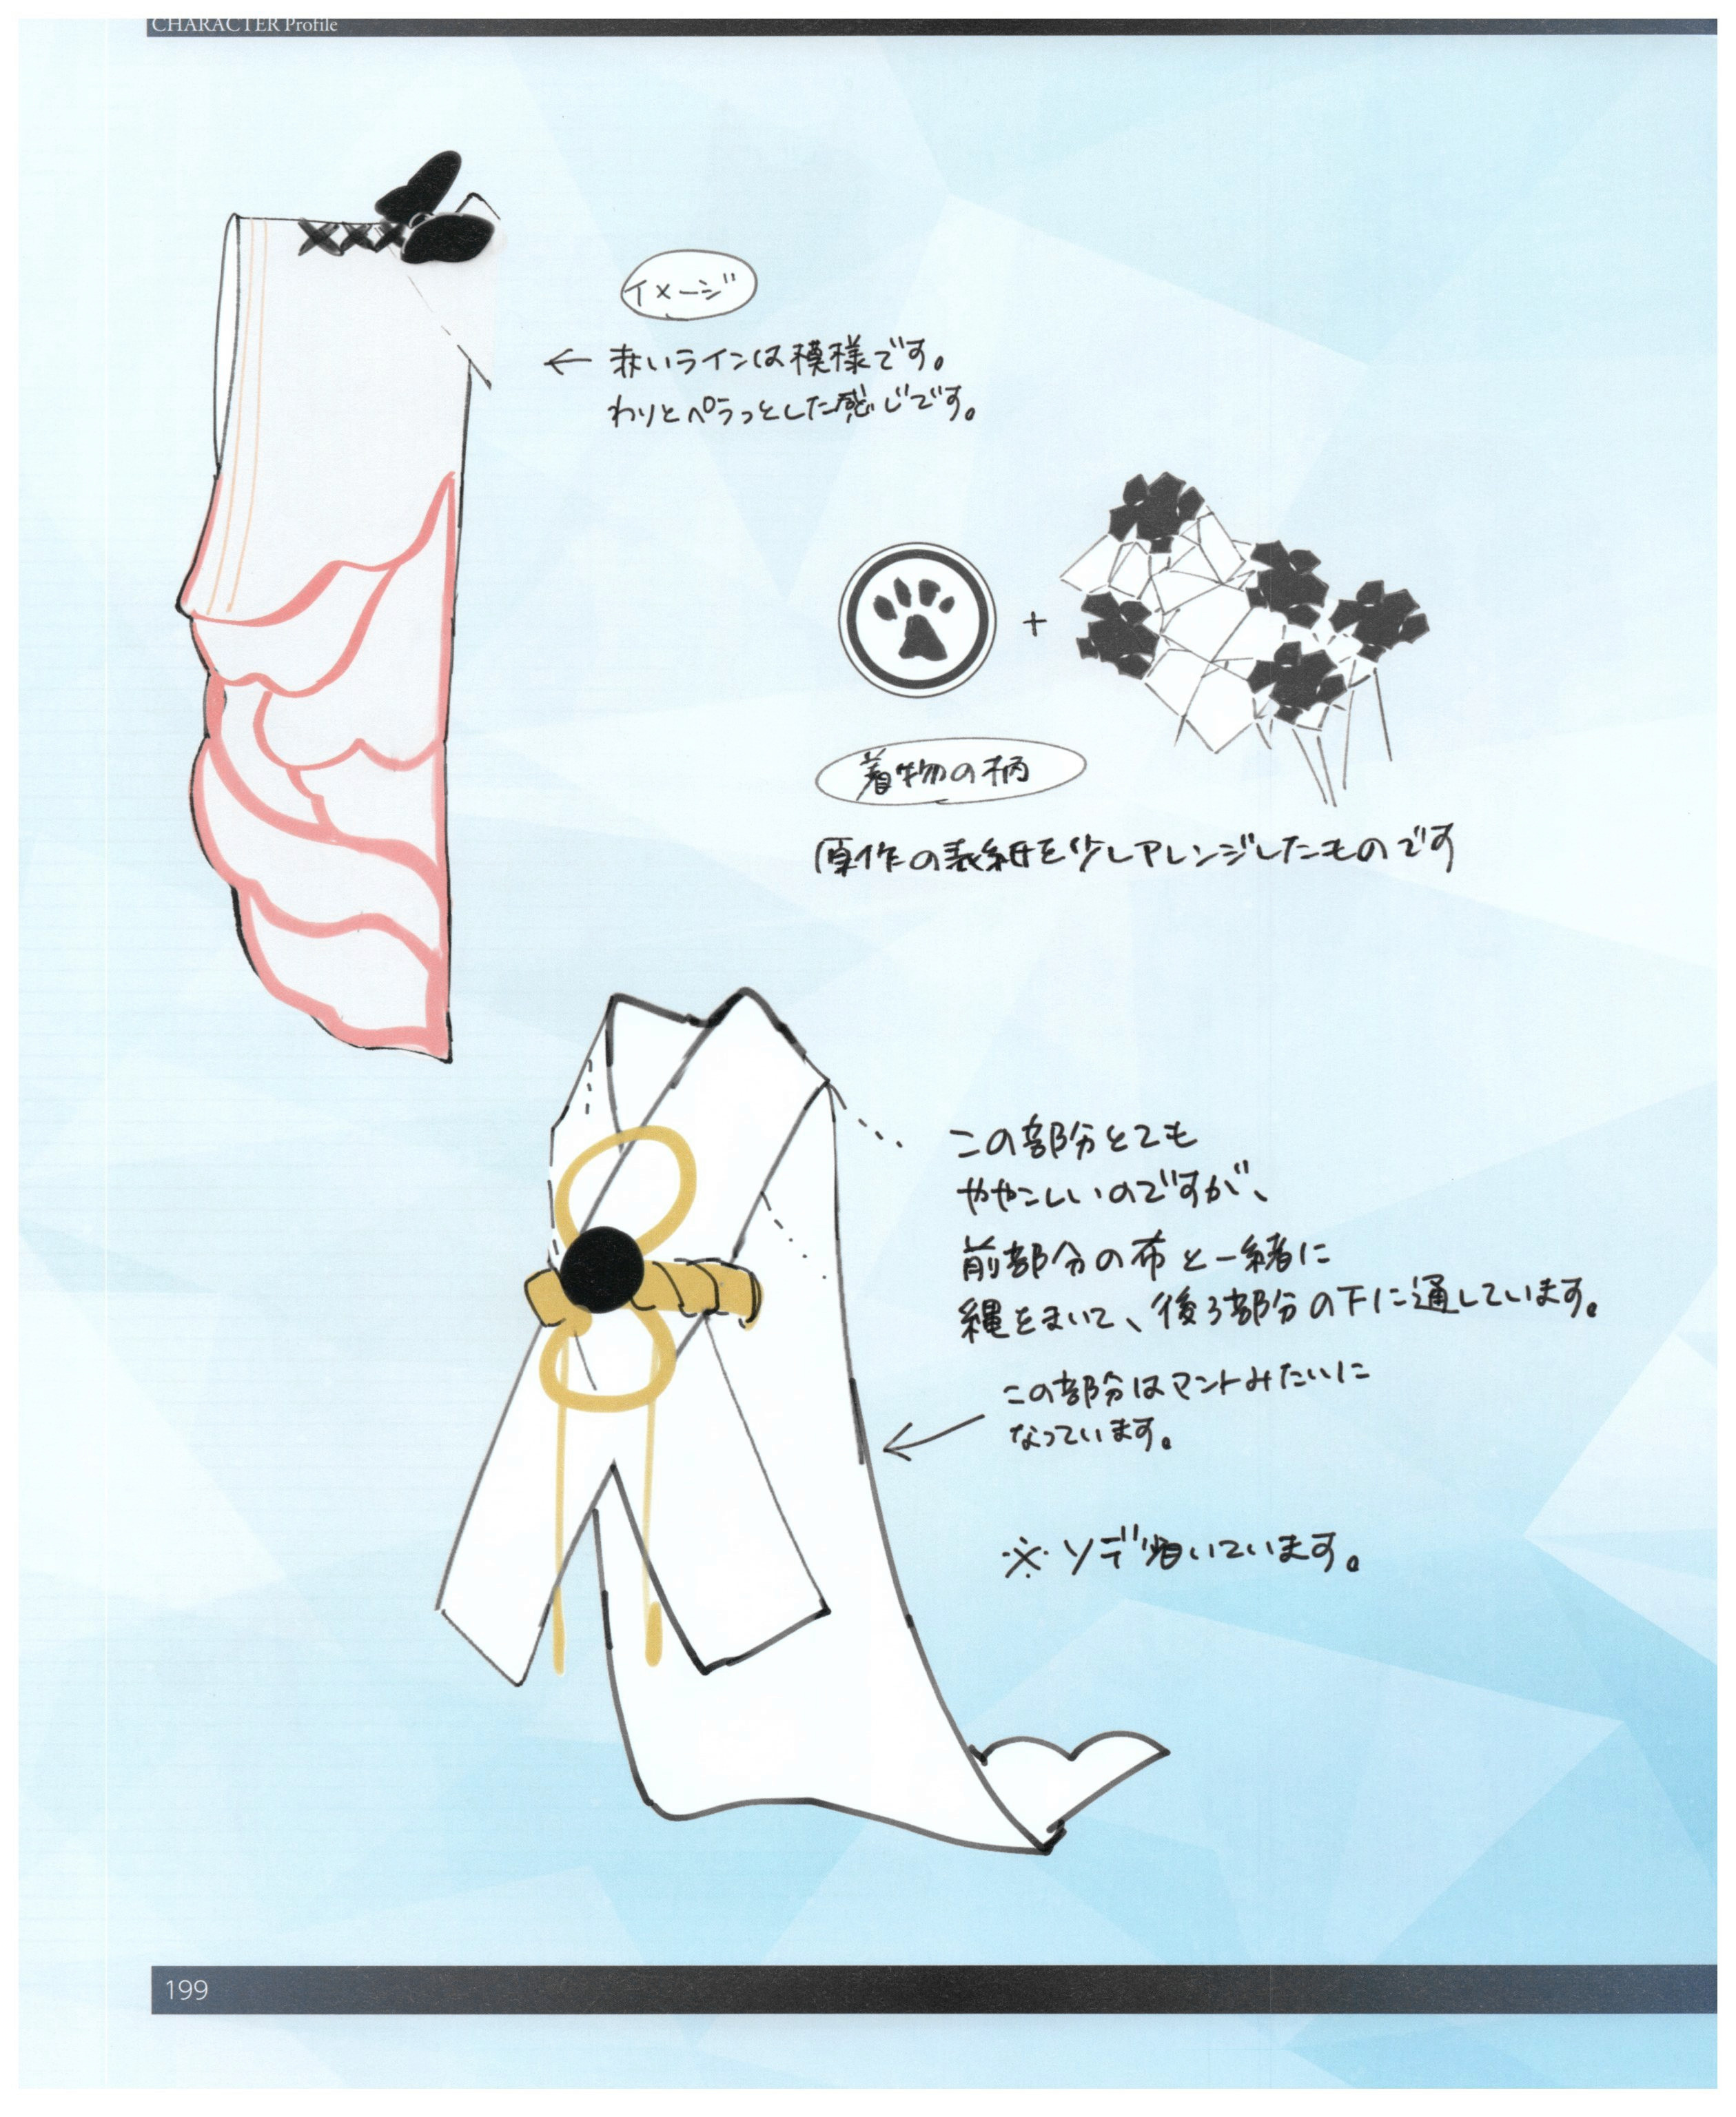 CHARACTER Profile
イメージ
← 赤いラインは模様です。
わりとペラっとした感じです。
+
着物の柄
原作の表紙を少しアレンジしたものです
この部分とても
ややこしいのですが、
前部分の布と一緒に
縄をまいて、後ろ部分の下に通しています。
この部分はマントみたいに
なっています。
※ ソデ
います。
199